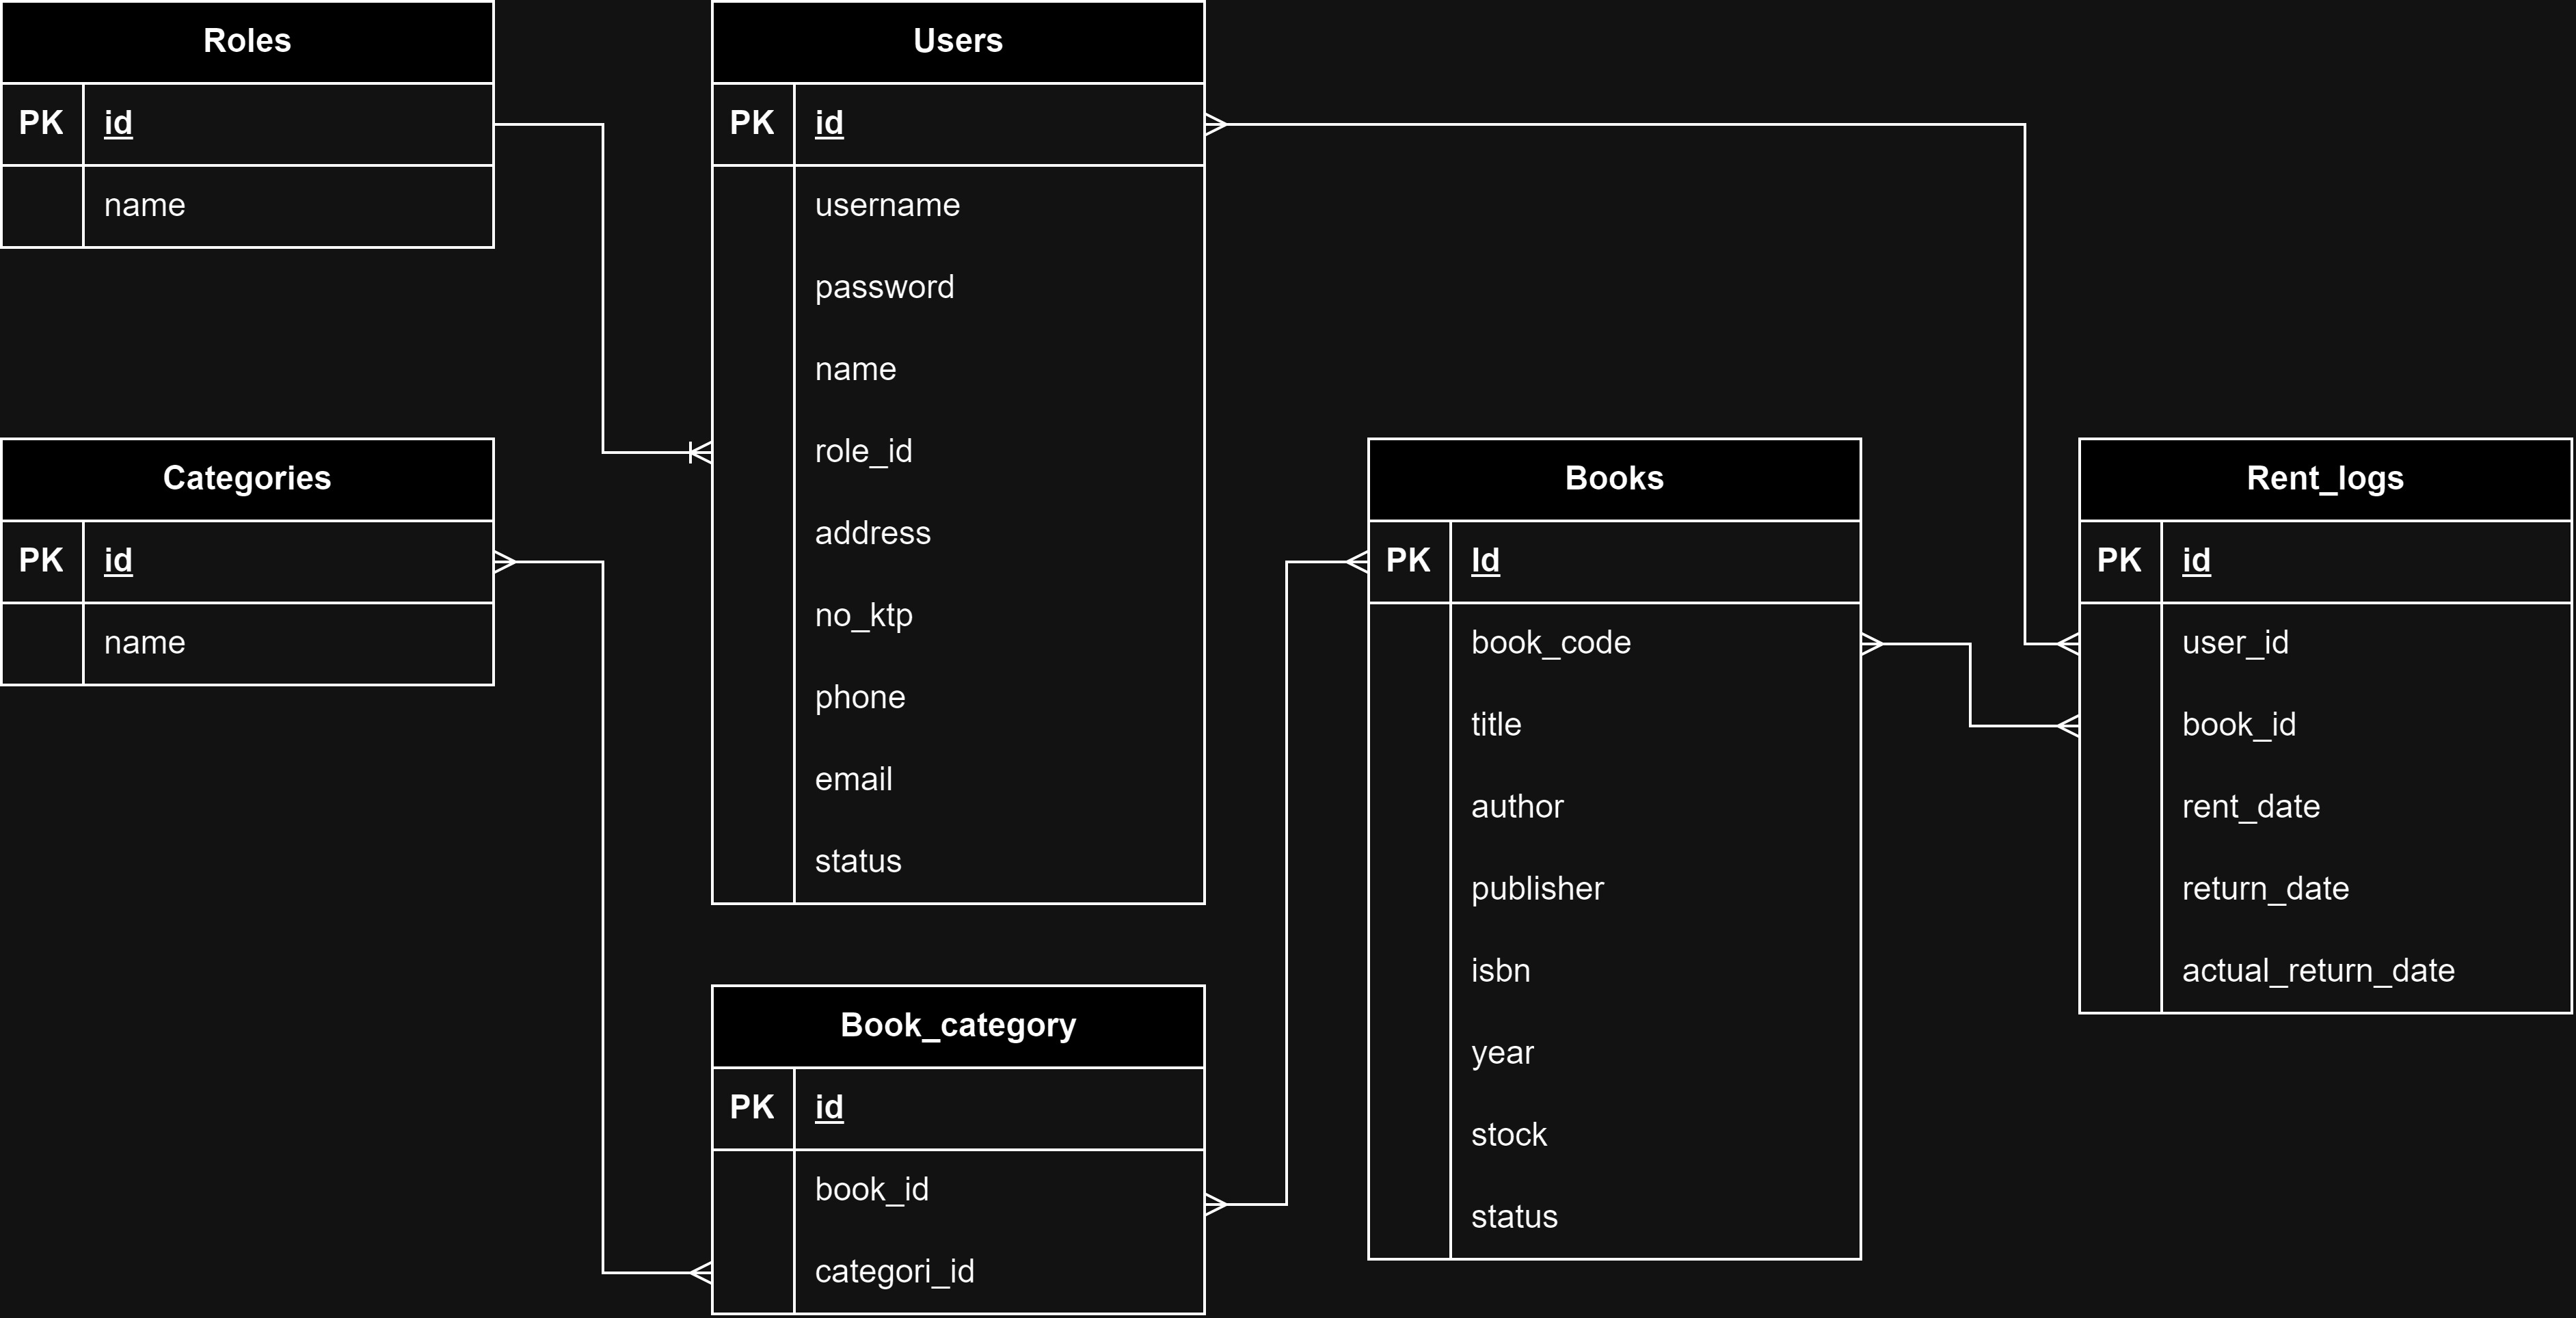 Roles
PK id
name
Users
PK id
username
password
name
role_id
address
no_ktp
phone
email
status
Categories
PK id
name
Books
PK Id
book_code
title
author
publisher
isbn
year
stock
status
Rent_logs
PK id
user_id
book_id
rent_date
return_date
actual_return_date
Book_category
PK id
book_id
categori_id